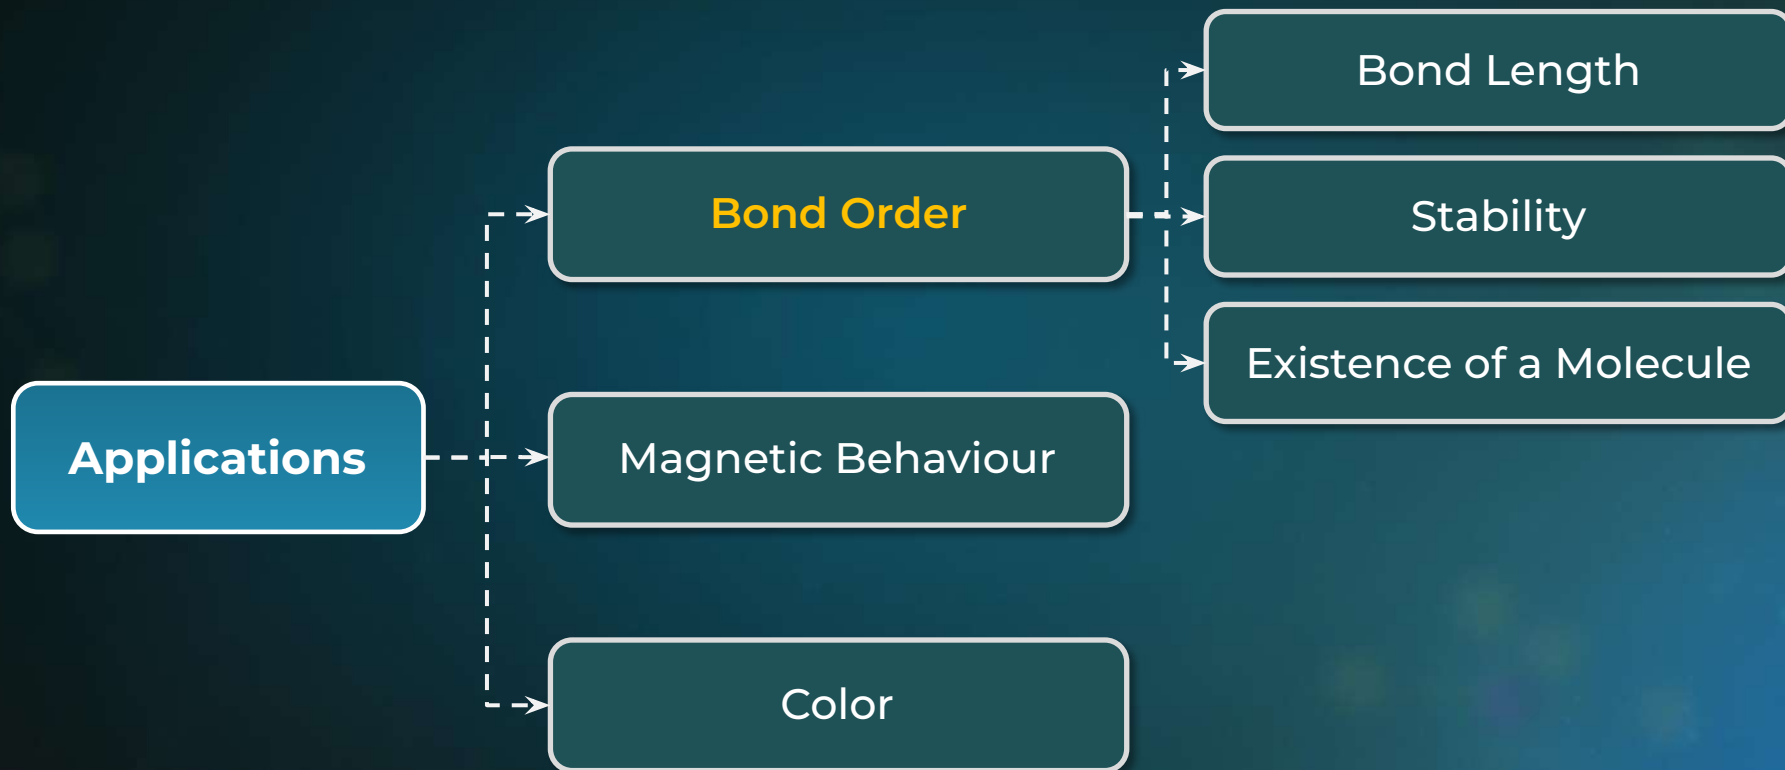 Applications
Bond Order
Magnetic Behaviour
Color
Bond Length
Stability
Existence of a Molecule